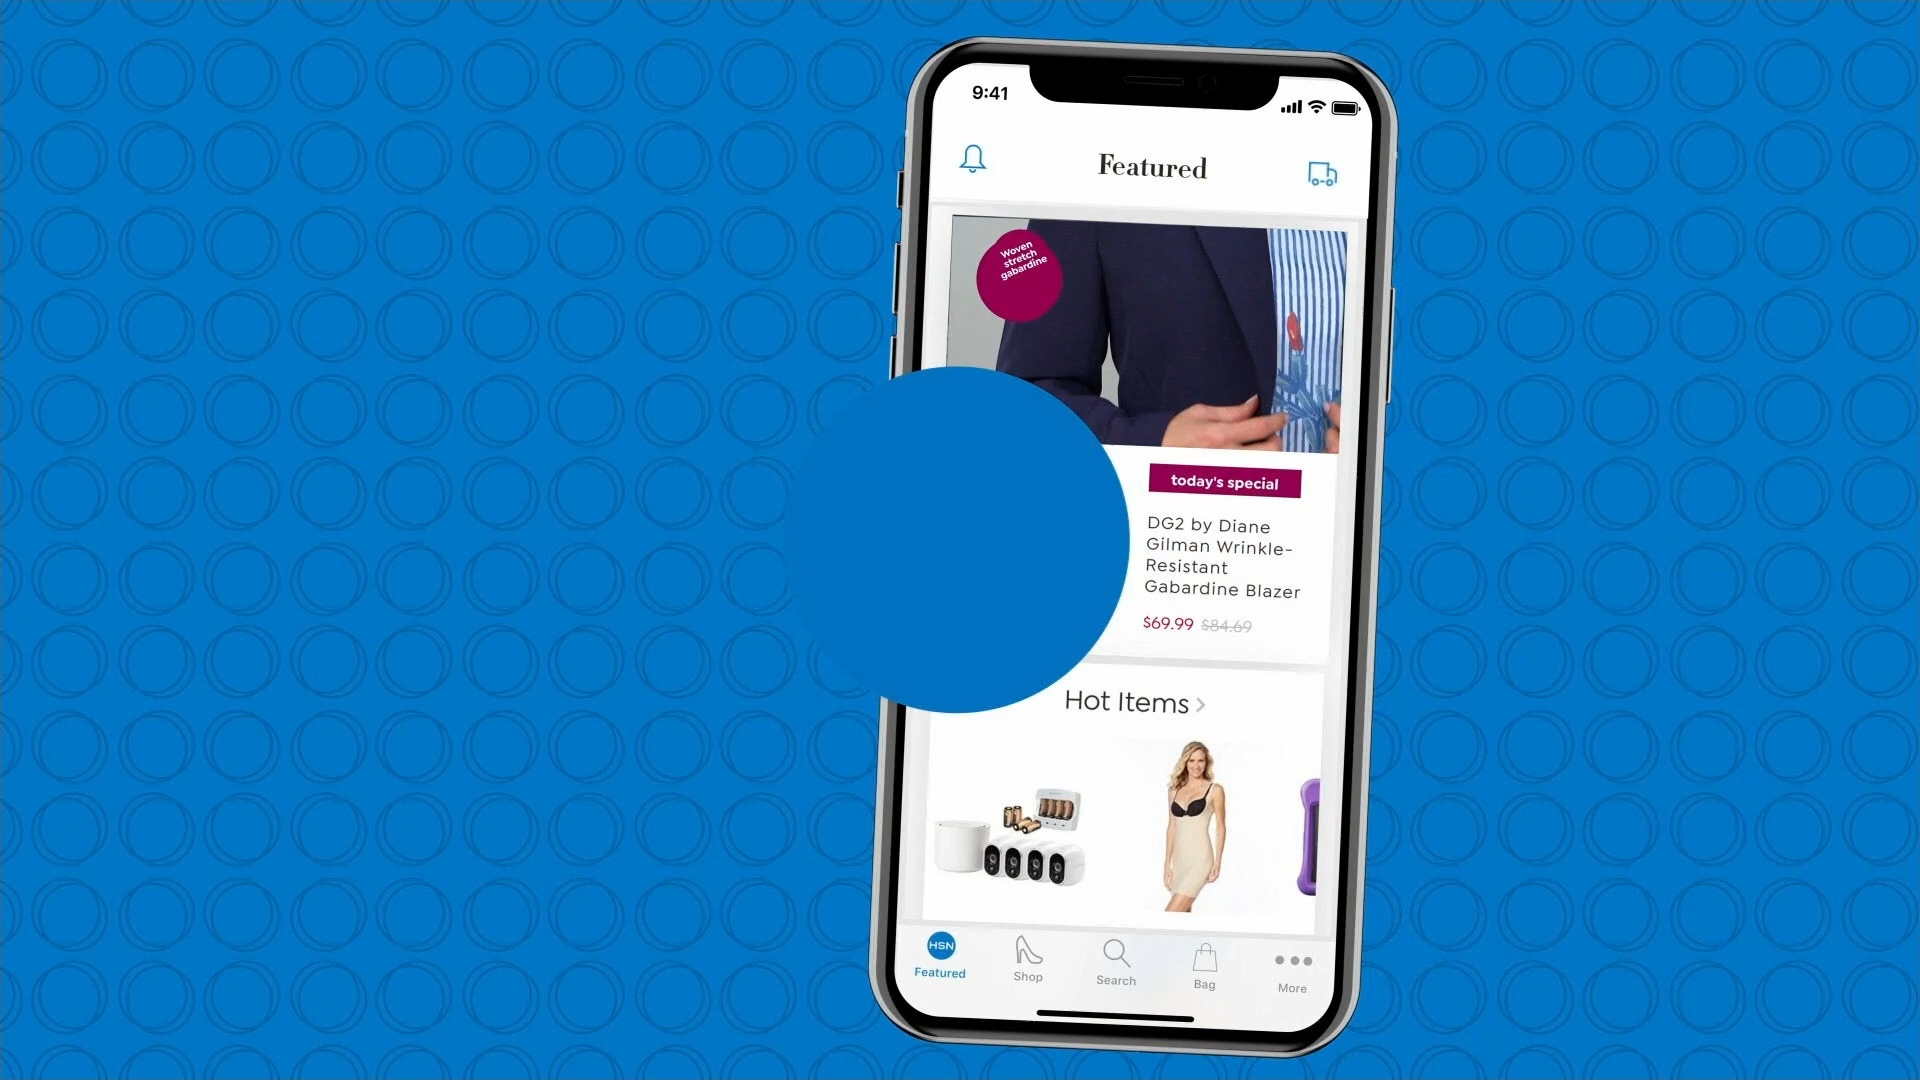 9:41
Featured
Woven
stretch
gabardine
today's special
DG2 by Diane
Gilman Wrinkle-
Resistant
Gabardine Blazer
$69.99 $84.69
Hot Items >
HSN
Featured
Shop
Search
Bag
More